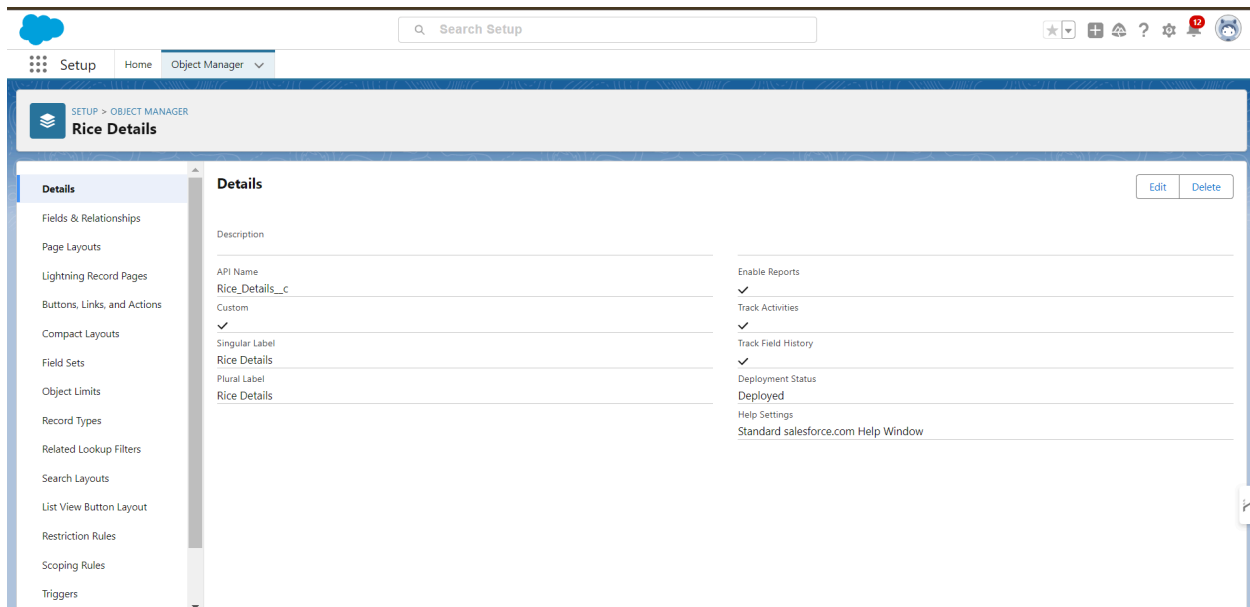 Search Setup
12
Setup
Home
Object Manager
SETUP > OBJECT MANAGER
Rice Details
Details
Fields & Relationships
Page Layouts
Lightning Record Pages
Buttons, Links, and Actions
Compact Layouts
Field Sets
Object Limits
Record Types
Related Lookup Filters
Search Layouts
List View Button Layout
Restriction Rules
Scoping Rules
Triggers
Details
Edit
Delete
Description
API Name
Rice_Details__c
Custom
Singular Label
Rice Details
Plural Label
Rice Details
Enable Reports
Track Activities
Track Field History
Deployment Status
Deployed
Help Settings
Standard salesforce.com Help Window